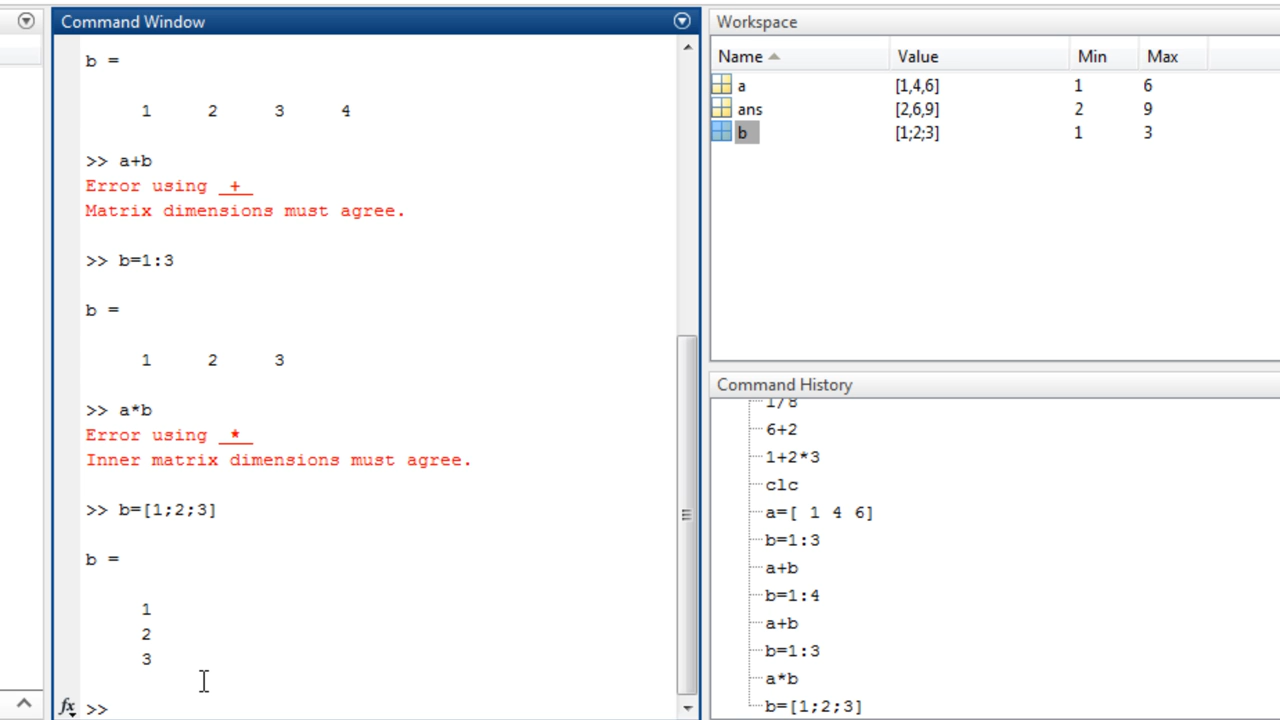 Command Window
b =
1 2 3 4
>> a+b
Error using +
Matrix dimensions must agree.
>> b=1:3
b =
1 2 3
>> a*b
Error using *
Inner matrix dimensions must agree.
>> b=[1;2;3]
b =
1
2
3
fx >>
Workspace
Name Value Min Max
a [1,4,6] 1 6
ans [2,6,9] 2 9
b [1;2;3] 1 3
Command History
1/8
6+2
1+2*3
clc
a=[ 1 4 6]
b=1:3
a+b
b=1:4
a+b
b=1:3
a*b
b=[1;2;3]